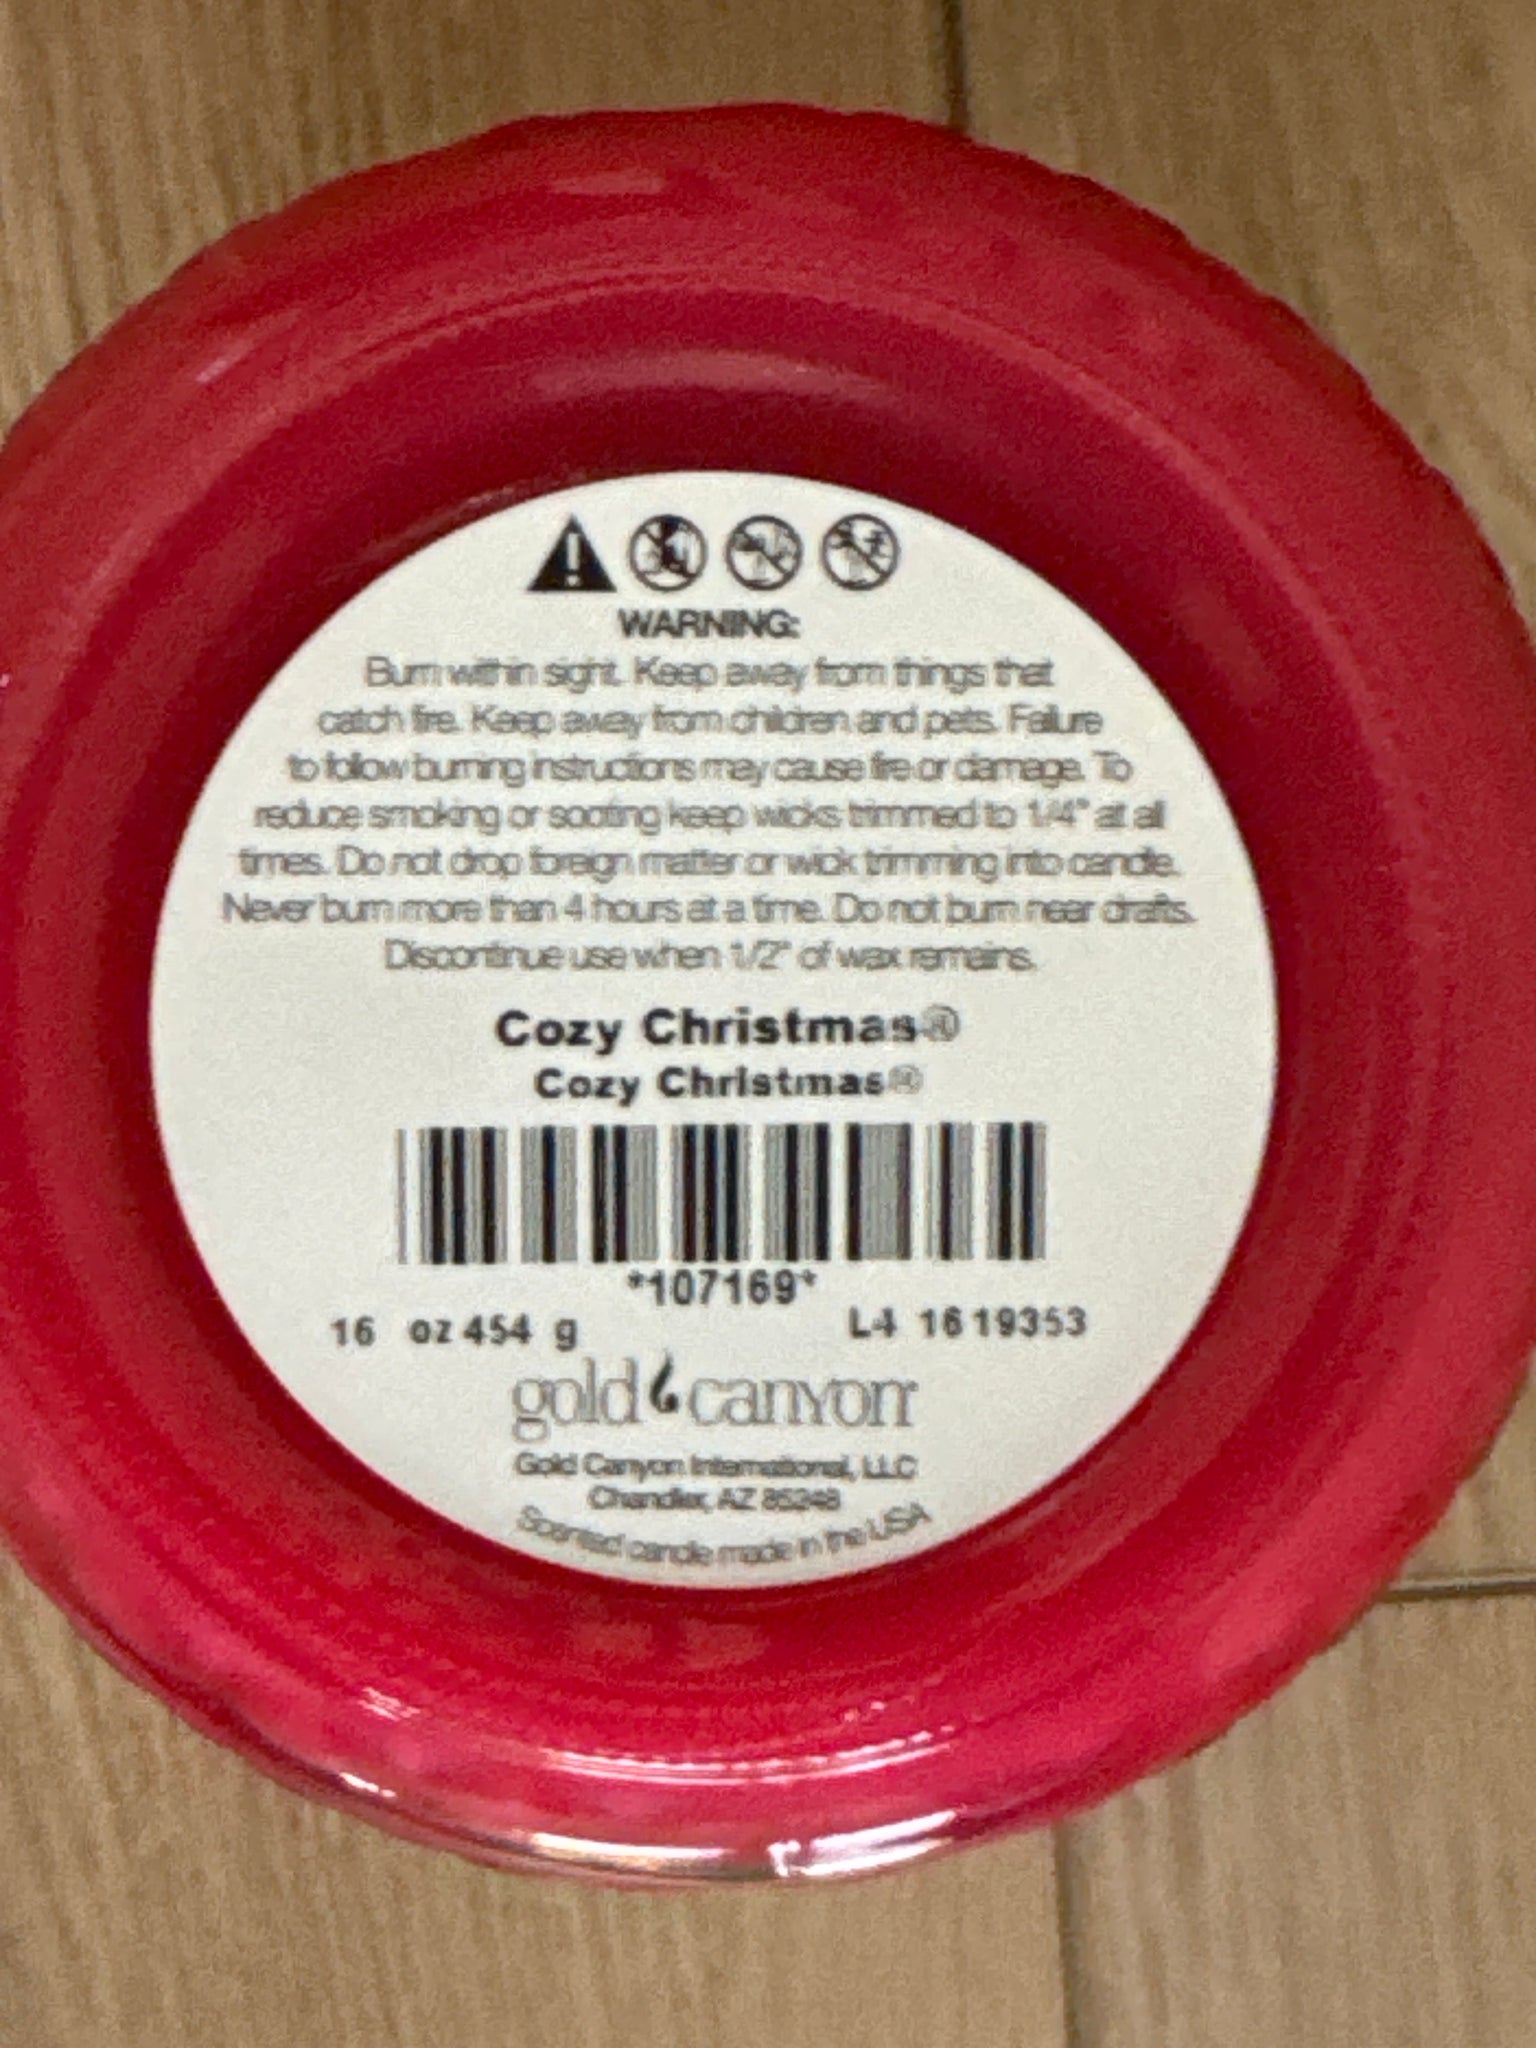 WARNING:
Burn within sight. Keep away from things that
catch fire. Keep away from children and pets. Failure
to follow burning instructions may cause fire or damage. To
reduce smoking or sooting keep wicks trimmed to 1/4" at all
times. Do not drop foreign matter or wick trimming into candle.
Never burn more than 4 hours at a time. Do not burn near drafts.
Discontinue use when 1/2" of wax remains.
Cozy Christmas®
Cozy Christmas®
*107169*
16 oz 454 g L4 16 19353
gold canyon
Gold Canyon International, LLC
Chandler, AZ 85248
Scented candle made in the USA